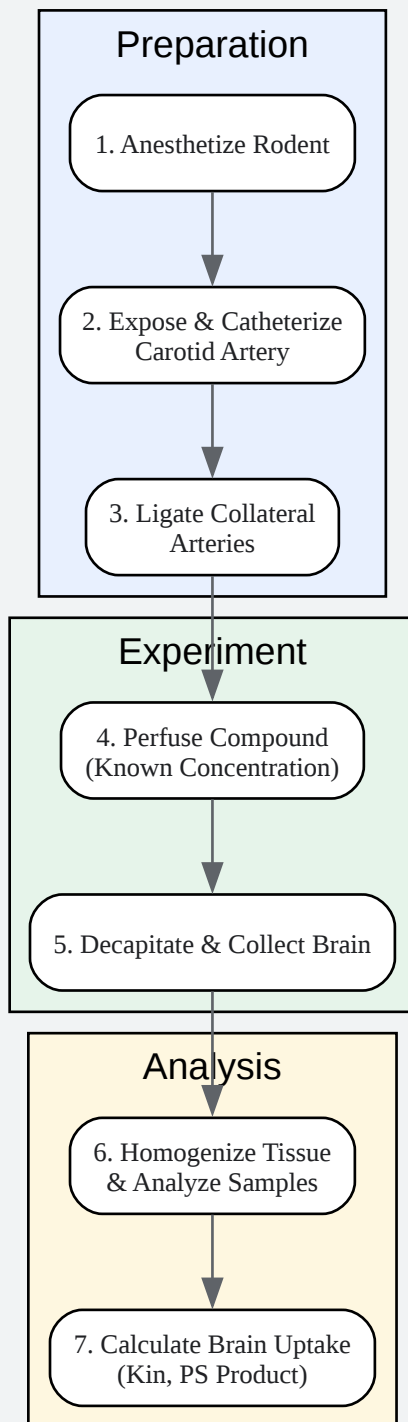 Preparation
1. Anesthetize Rodent
2. Expose & Catheterize
Carotid Artery
3. Ligate Collateral
Arteries
Experiment
4. Perfuse Compound
(Known Concentration)
5. Decapitate & Collect Brain
Analysis
6. Homogenize Tissue
& Analyze Samples
7. Calculate Brain Uptake
(Kin, PS Product)